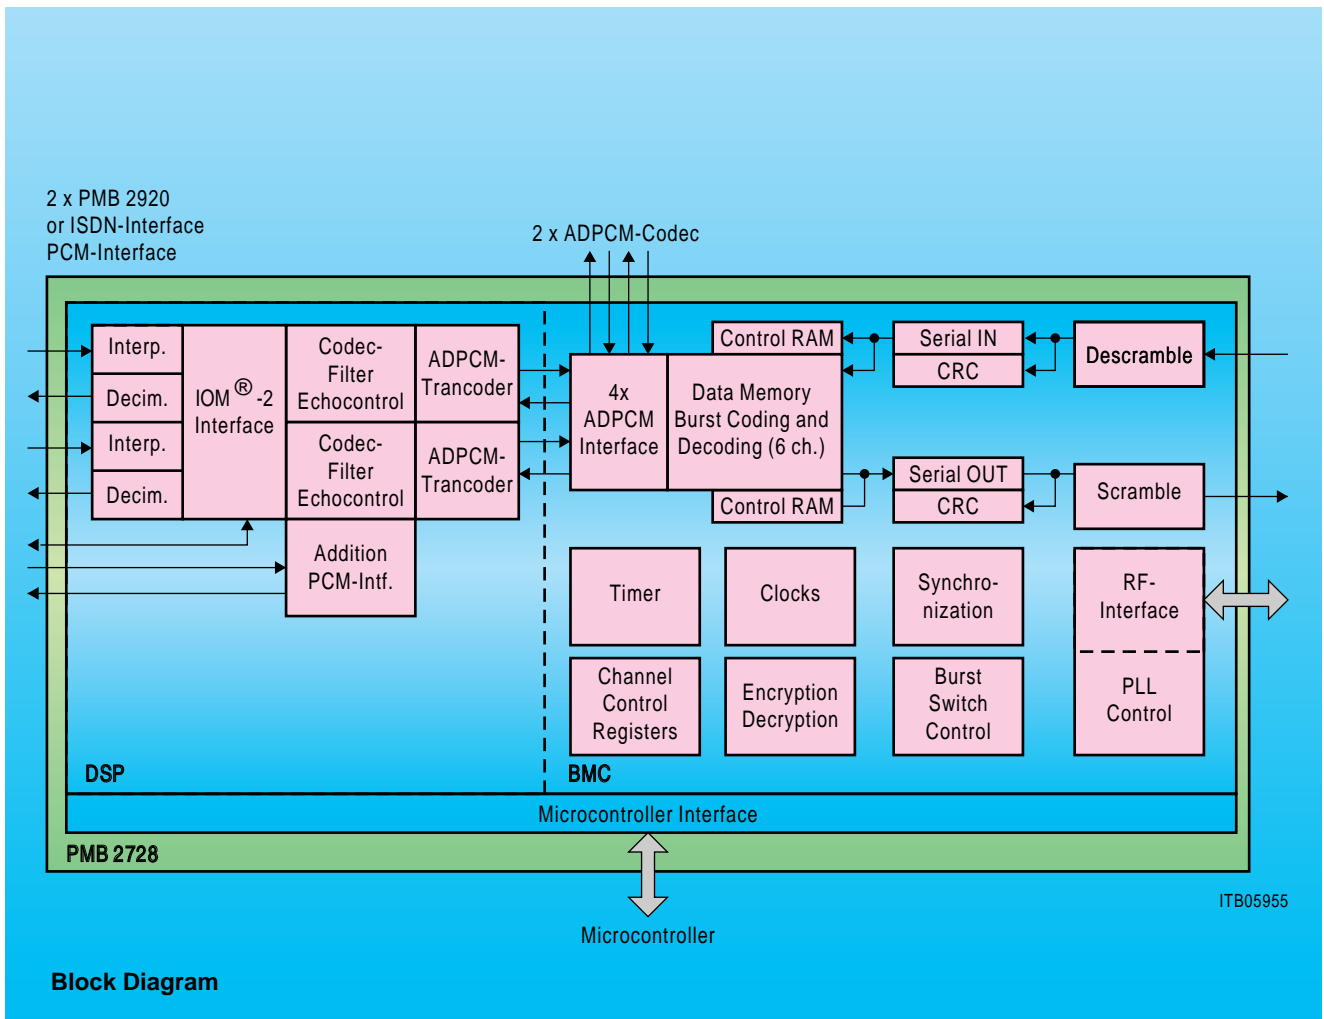 2 x PMB 2920
or ISDN-Interface
PCM-Interface
2 x ADPCM-Codec
Interp.
Decim.
Interp.
Decim.
IOM®-2
Interface
Codec-
Filter
Echocontrol
Codec-
Filter
Echocontrol
ADPCM-
Trancoder
ADPCM-
Trancoder
Addition
PCM-Intf.
4x
ADPCM
Interface
Control RAM
Data Memory
Burst Coding and
Decoding (6 ch.)
Control RAM
Serial IN
CRC
Descramble
Serial OUT
CRC
Scramble
Timer
Clocks
Synchro-
nization
RF-
Interface
Channel
Control
Registers
Encryption
Decryption
Burst
Switch
Control
PLL
Control
DSP
BMC
Microcontroller Interface
PMB 2728
ITB05955
Microcontroller
Block Diagram